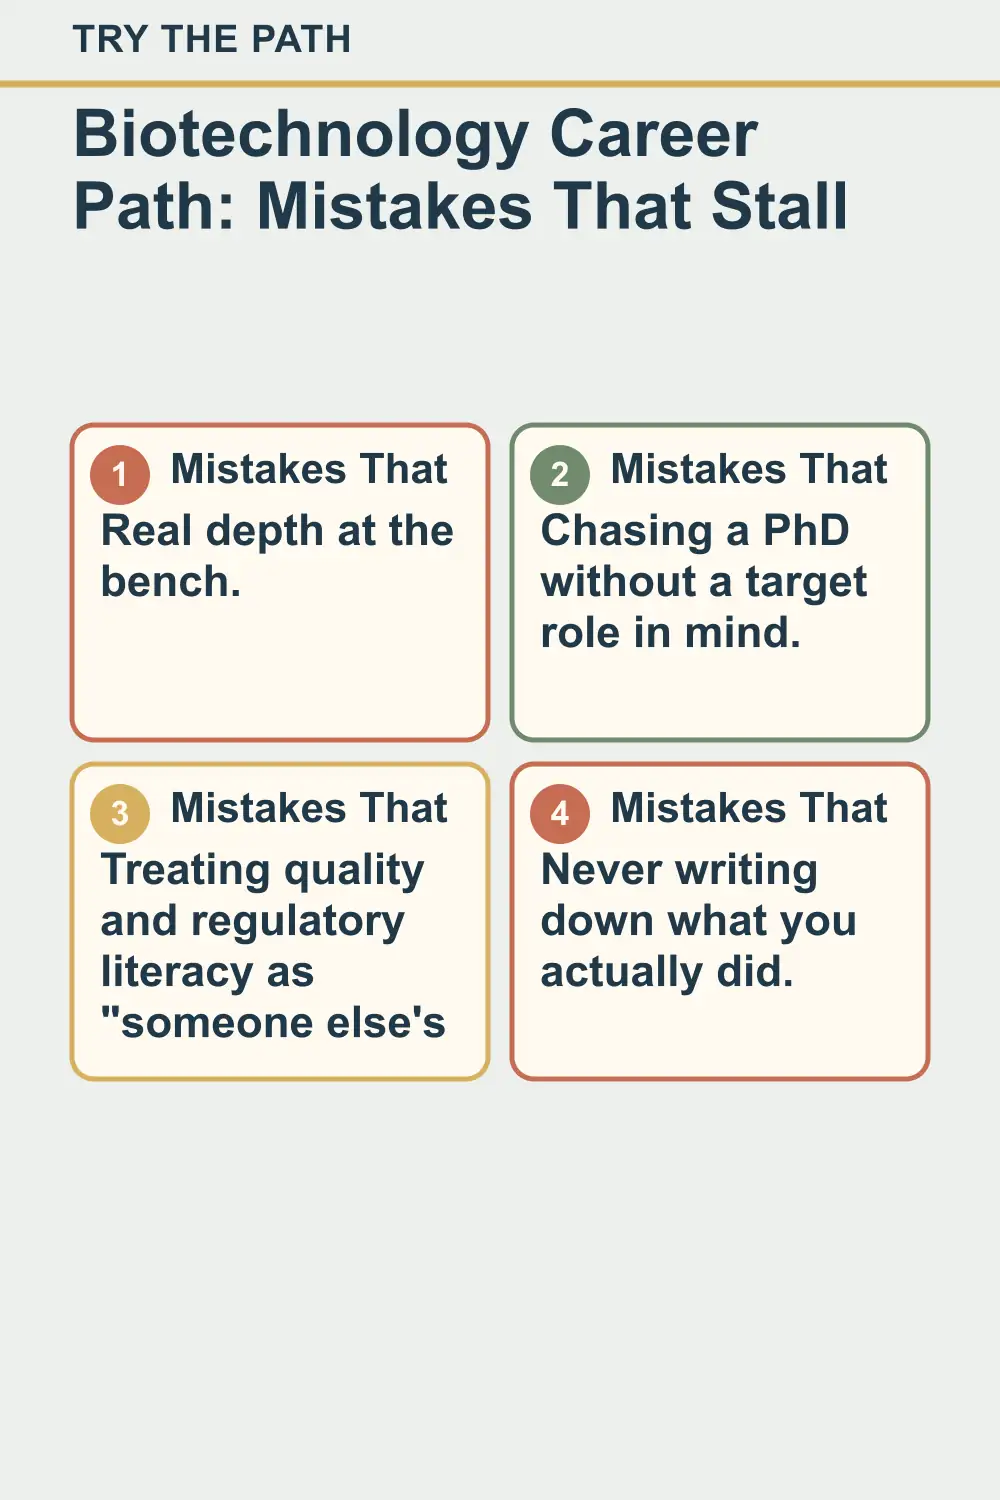 TRY THE PATH
Biotechnology Career
Path: Mistakes That Stall
1 Mistakes That
Real depth at the
bench.
2 Mistakes That
Chasing a PhD
without a target
role in mind.
3 Mistakes That
Treating quality
and regulatory
literacy as
"someone else's
4 Mistakes That
Never writing
down what you
actually did.